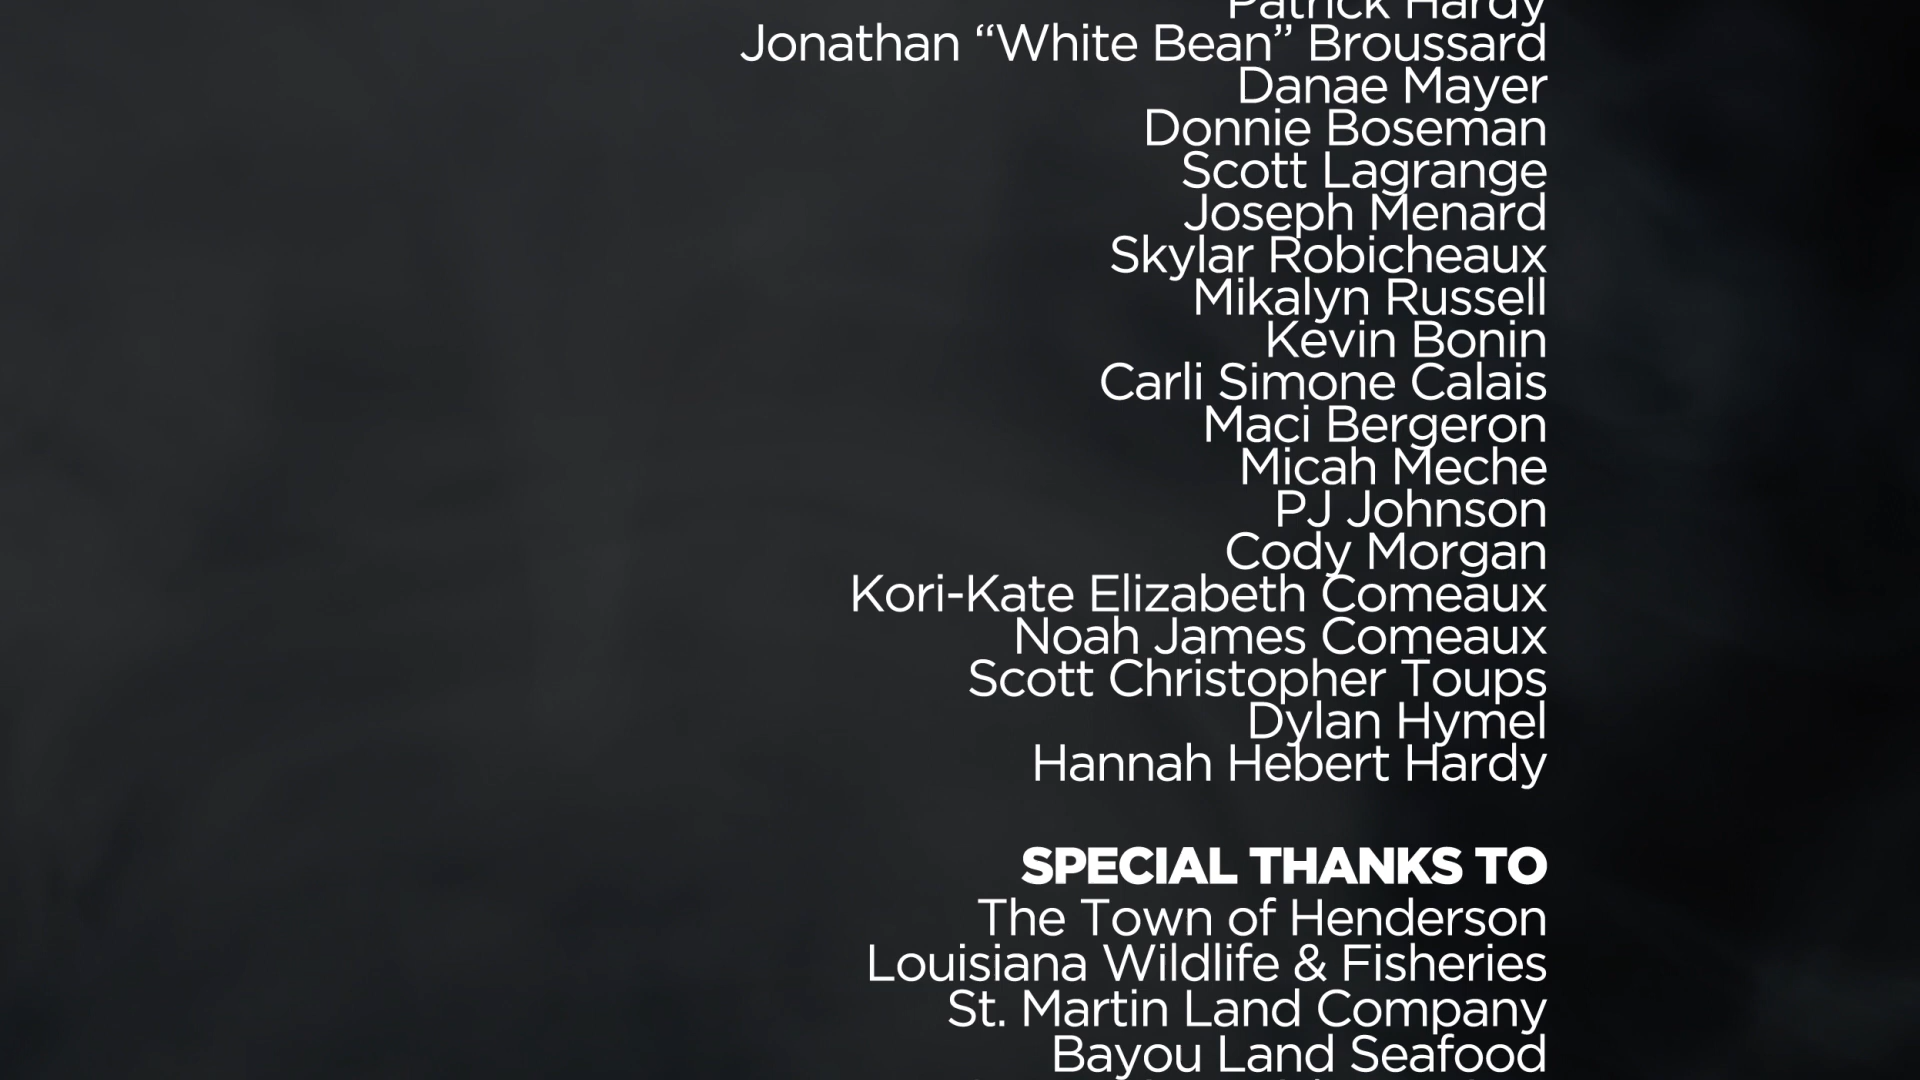 Patrick Hardy
Jonathan “White Bean” Broussard
Danae Mayer
Donnie Boseman
Scott Lagrange
Joseph Menard
Skylar Robicheaux
Mikalyn Russell
Kevin Bonin
Carli Simone Calais
Maci Bergeron
Micah Meche
PJ Johnson
Cody Morgan
Kori-Kate Elizabeth Comeaux
Noah James Comeaux
Scott Christopher Toups
Dylan Hymel
Hannah Hebert Hardy
SPECIAL THANKS TO
The Town of Henderson
Louisiana Wildlife & Fisheries
St. Martin Land Company
Bayou Land Seafood